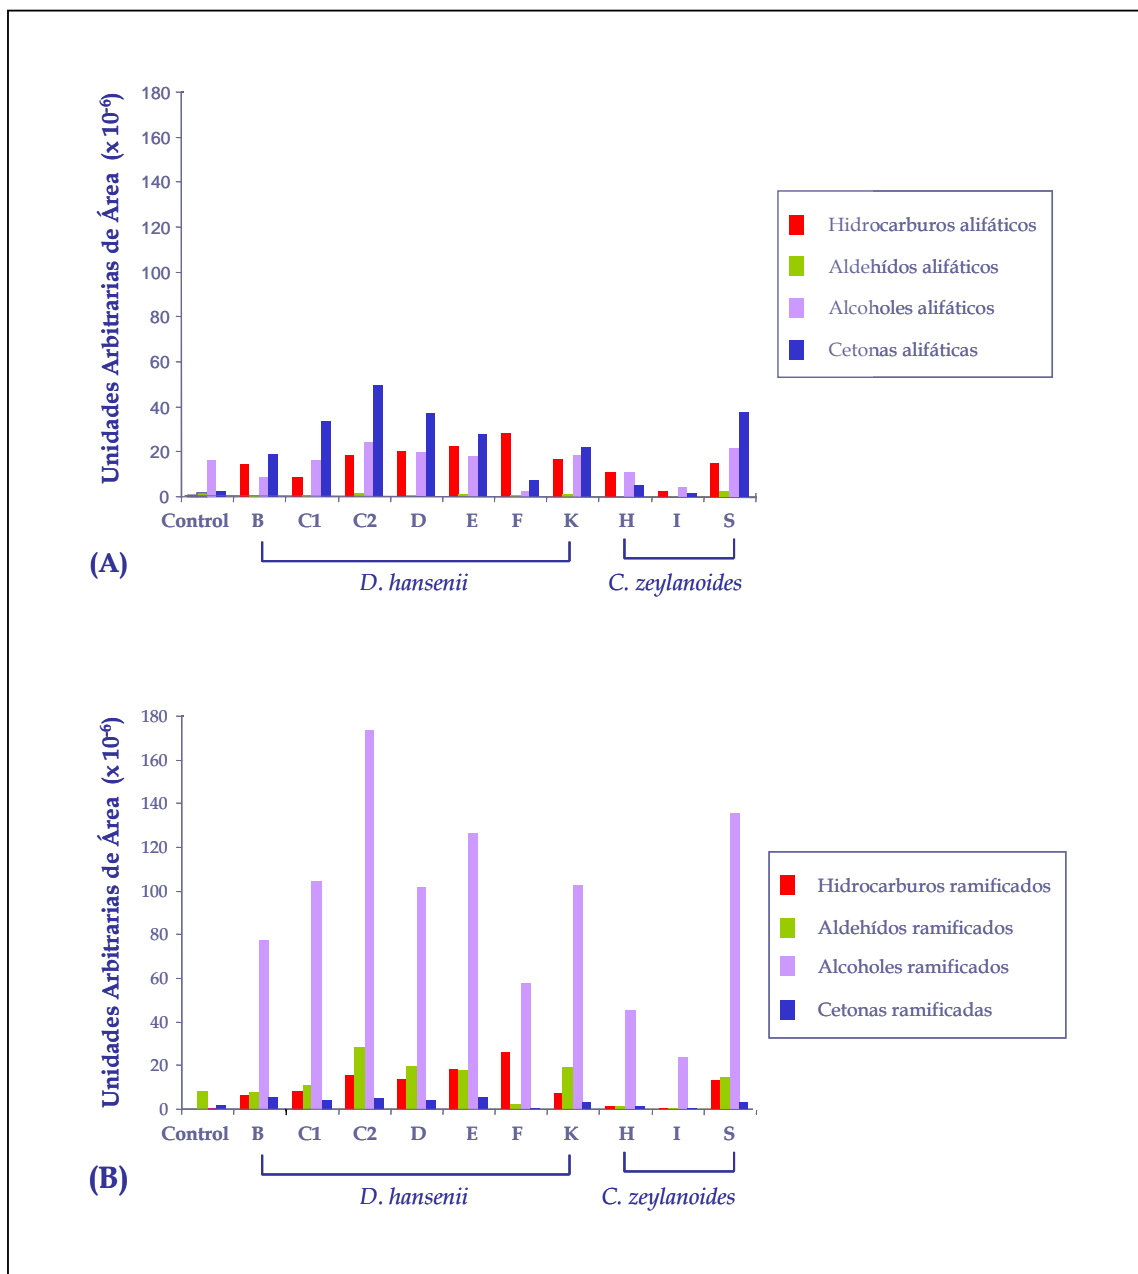 Unidades Arbitrarias de Área (x 10⁻⁶)
180
160
140
120
100
80
60
40
20
0
Control B C1 C2 D E F K H I S
D. hansenii C. zeylanoides
(A)
Hidrocarburos alifáticos
Aldehídos alifáticos
Alcoholes alifáticos
Cetonas alifáticas
Unidades Arbitrarias de Área (x 10⁻⁶)
180
160
140
120
100
80
60
40
20
0
Control B C1 C2 D E F K H I S
D. hansenii C. zeylanoides
(B)
Hidrocarburos ramificados
Aldehídos ramificados
Alcoholes ramificados
Cetonas ramificadas